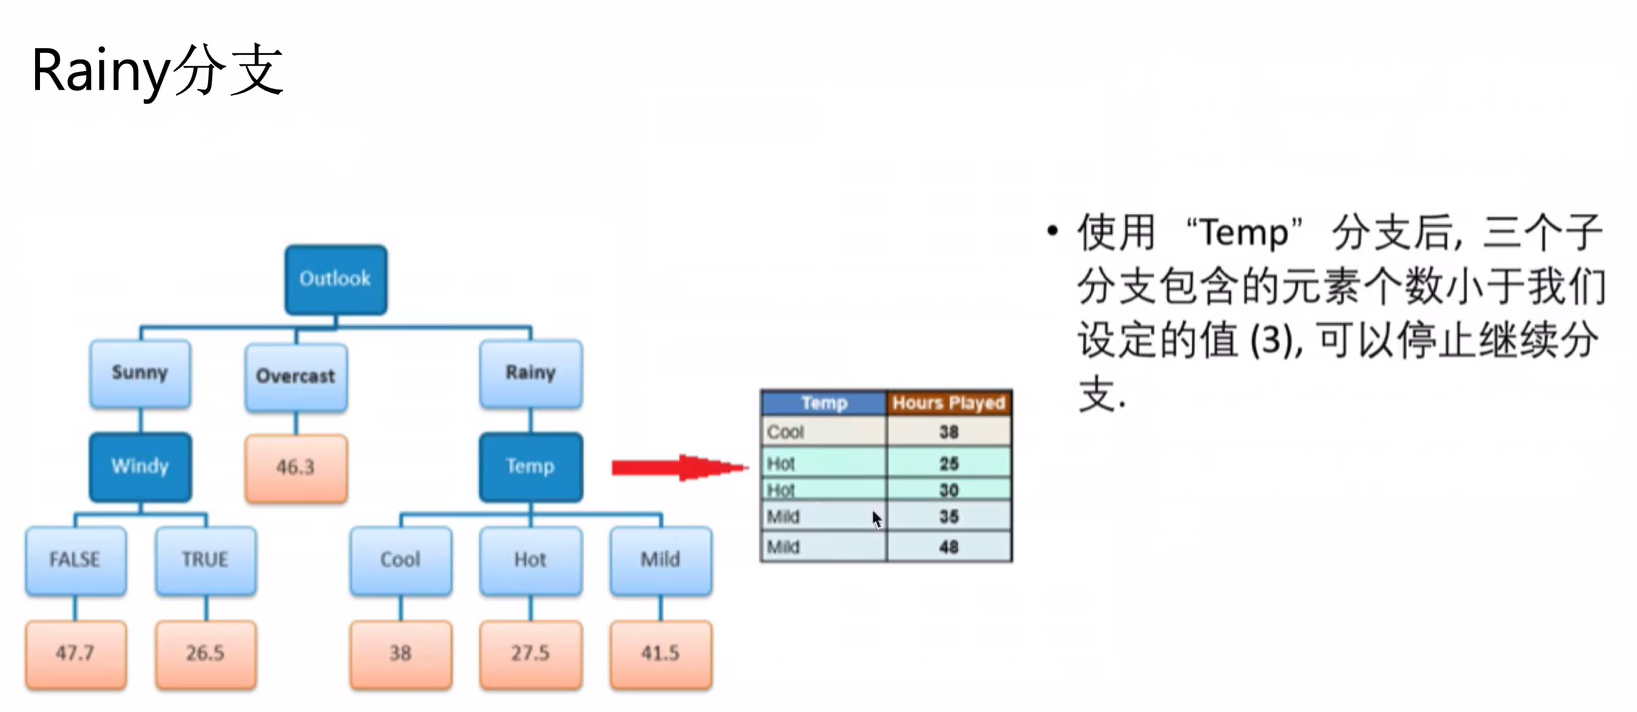 Rainy分支
Outlook
Sunny
Overcast
Rainy
Windy
46.3
Temp
FALSE
TRUE
Cool
Hot
Mild
47.7
26.5
38
27.5
41.5
Temp Hours Played
Cool 38
Hot 25
Hot 30
Mild 35
Mild 48
• 使用 “Temp” 分支后, 三个子
分支包含的元素个数小于我们
设定的值 (3), 可以停止继续分
支.